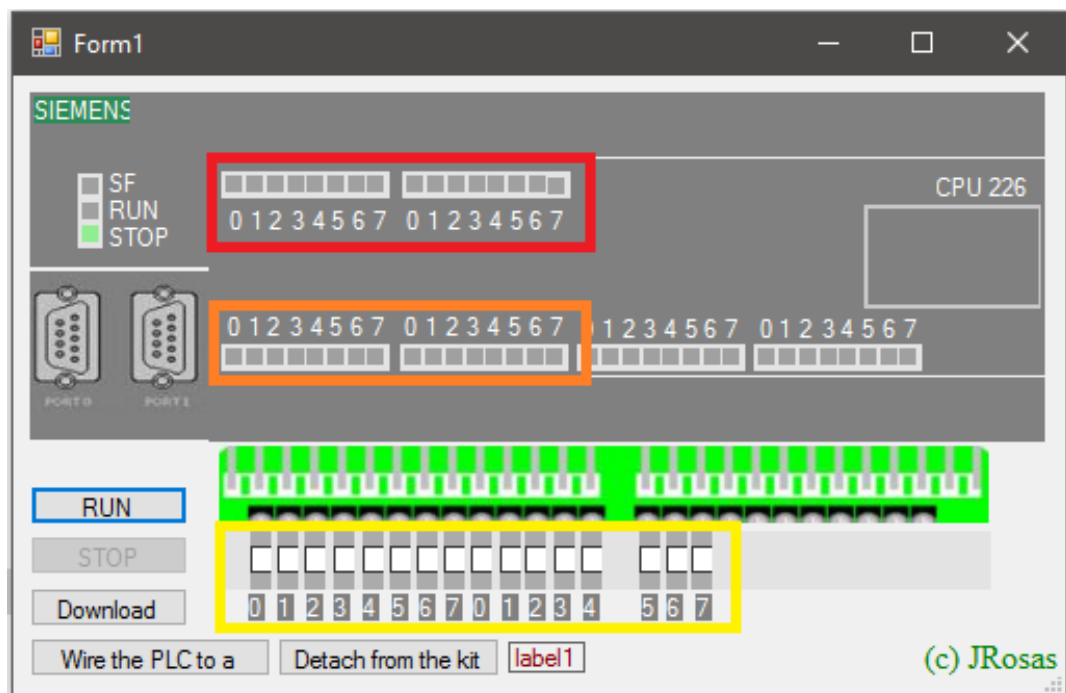 Form1
SIEMENS
SF
RUN
STOP
0 1 2 3 4 5 6 7 0 1 2 3 4 5 6 7
CPU 226
0 1 2 3 4 5 6 7 0 1 2 3 4 5 6 7 0 1 2 3 4 5 6 7 0 1 2 3 4 5 6 7
PORT 0 PORT 1
RUN
STOP
Download
0 1 2 3 4 5 6 7 0 1 2 3 4 5 6 7
Wire the PLC to a Detach from the kit label1
(c) JRosas